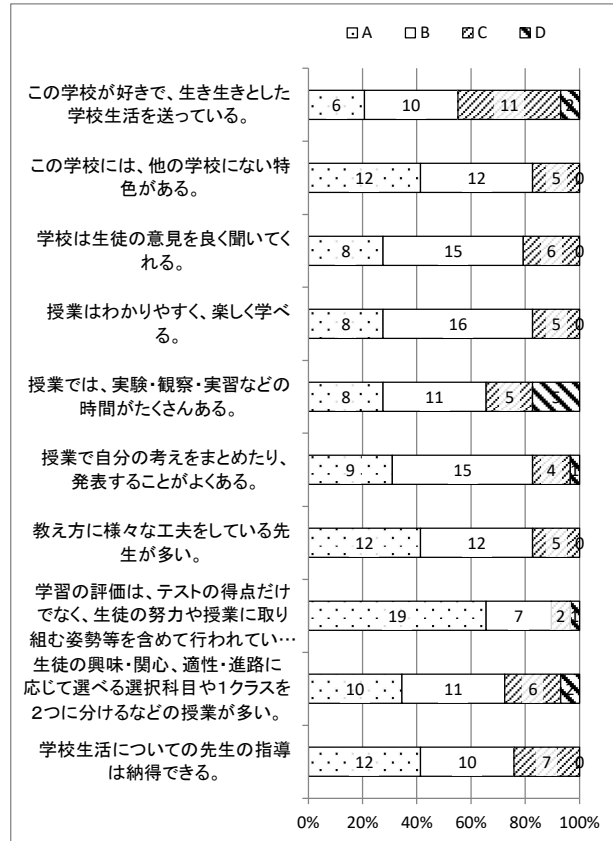 A B C D
この学校が好きで、生き生きとした
学校生活を送っている。
6 10 11 2
この学校には、他の学校にない特
色がある。
12 12 5 0
学校は生徒の意見を良く聞いてく
れる。
8 15 6 0
授業はわかりやすく、楽しく学べ
る。
8 16 5 0
授業では、実験・観察・実習などの
時間がたくさんある。
8 11 5 5
授業で自分の考えをまとめたり、
発表することがよくある。
9 15 4 1
教え方に様々な工夫をしている先
生が多い。
12 12 5 0
学習の評価は、テストの得点だけ
でなく、生徒の努力や授業に取り
組む姿勢等を含めて行われてい…
19 7 2 1
生徒の興味・関心、適性・進路に
応じて選べる選択科目や1クラスを
2つに分けるなどの授業が多い。
10 11 6 2
学校生活についての先生の指導
は納得できる。
12 10 7 0
0% 20% 40% 60% 80% 100%